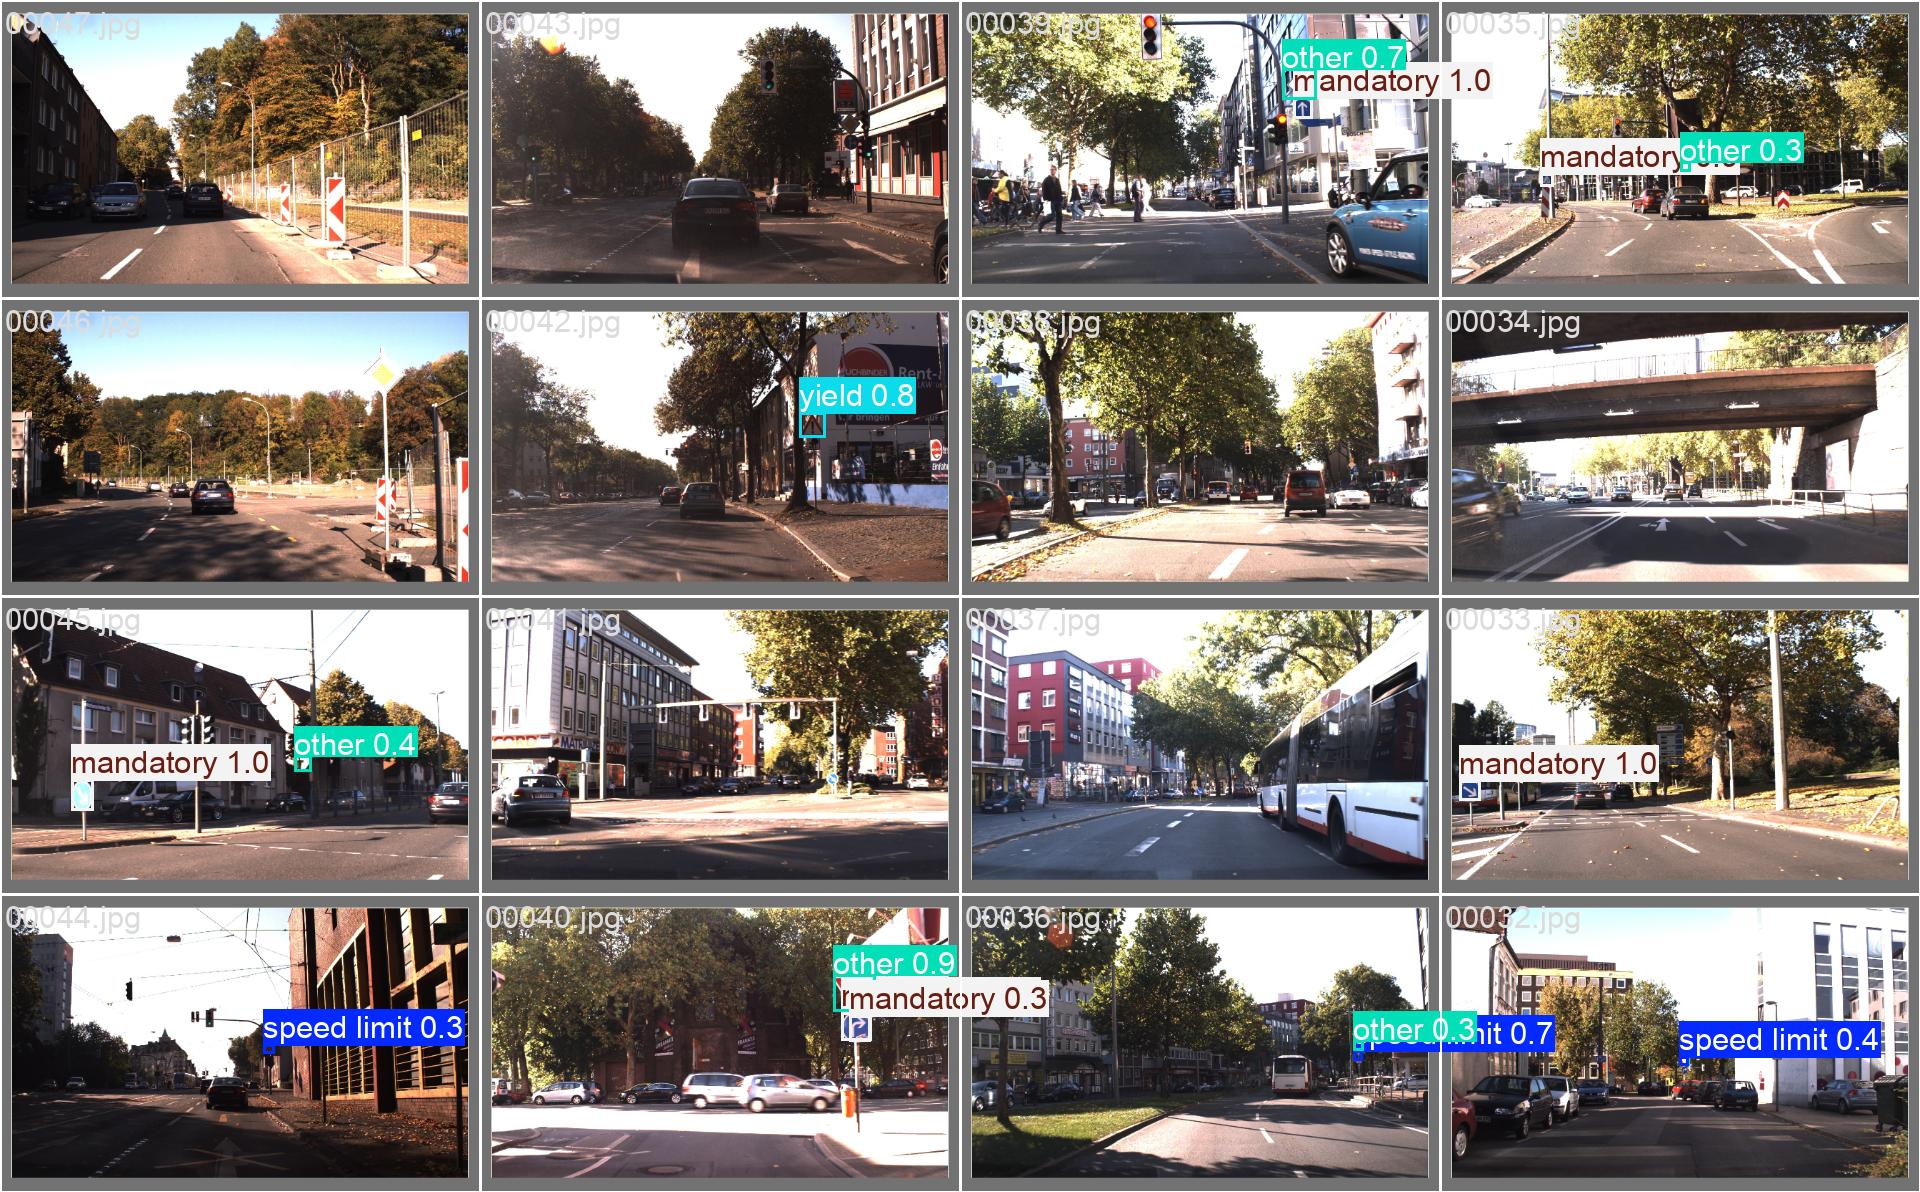 00047.jpg
00043.jpg
00039.jpg
other 0.7
mandatory 1.0
00035.jpg
mandatory
other 0.3
00046.jpg
00042.jpg
Rent-
yield 0.8
00038.jpg
00034.jpg
00045.jpg
mandatory 1.0
other 0.4
00041.jpg
00037.jpg
00033.jpg
mandatory 1.0
00044.jpg
speed limit 0.3
00040.jpg
other 0.9
mandatory 0.3
00036.jpg
other 0.3
0.7
00032.jpg
speed limit 0.4